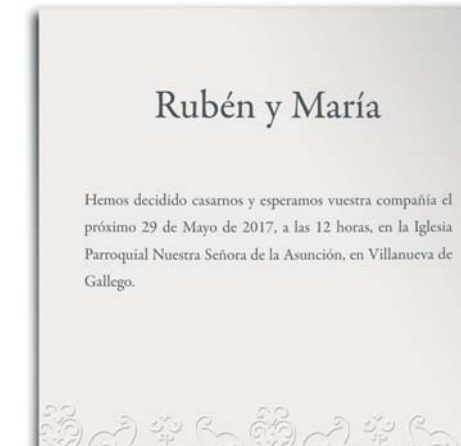 Rubén y María
Hemos decidido casarnos y esperamos vuestra compañía el
próximo 29 de Mayo de 2017, a las 12 horas, en la Iglesia
Parroquial Nuestra Señora de la Asunción, en Villanueva de
Gallego.